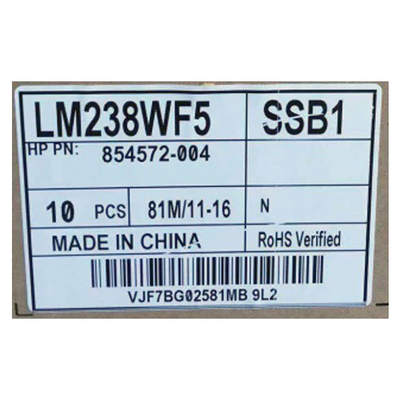 LM238WF5 SSB1
HP PN: 854572-004
10 PCS 81M/11-16 N
MADE IN CHINA RoHS Verified
VJF7BG02581MB 9L2